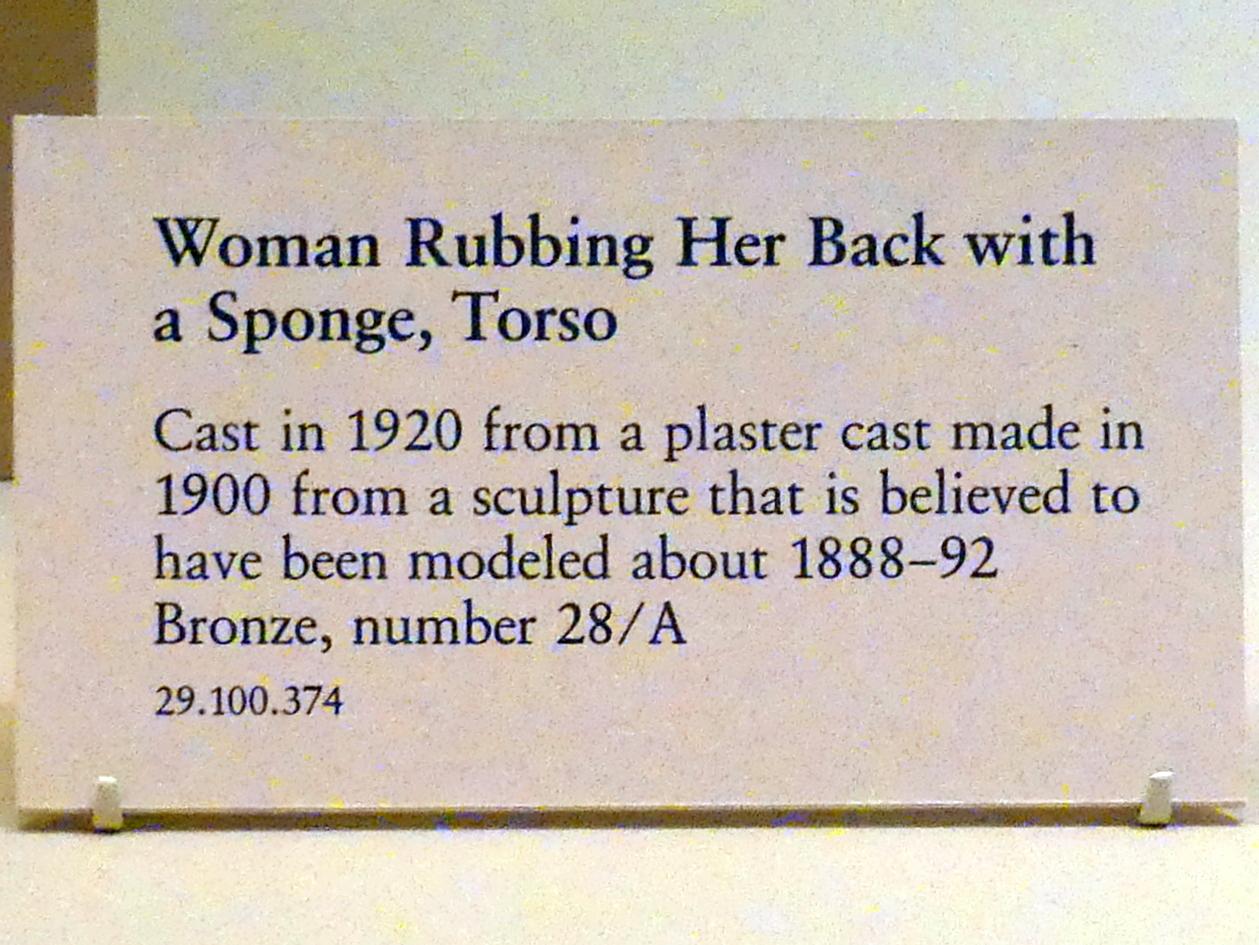 Woman Rubbing Her Back with
a Sponge, Torso
Cast in 1920 from a plaster cast made in
1900 from a sculpture that is believed to
have been modeled about 1888–92
Bronze, number 28/A
29.100.374